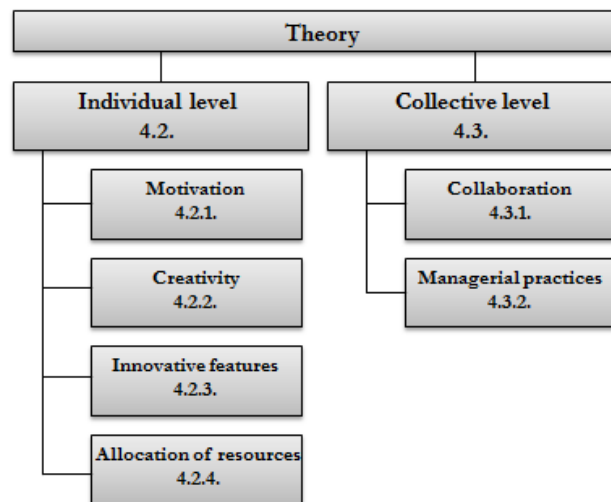 Theory
Individual level
4.2.
Motivation
4.2.1.
Creativity
4.2.2.
Innovative features
4.2.3.
Allocation of resources
4.2.4.
Collective level
4.3.
Collaboration
4.3.1.
Managerial practices
4.3.2.